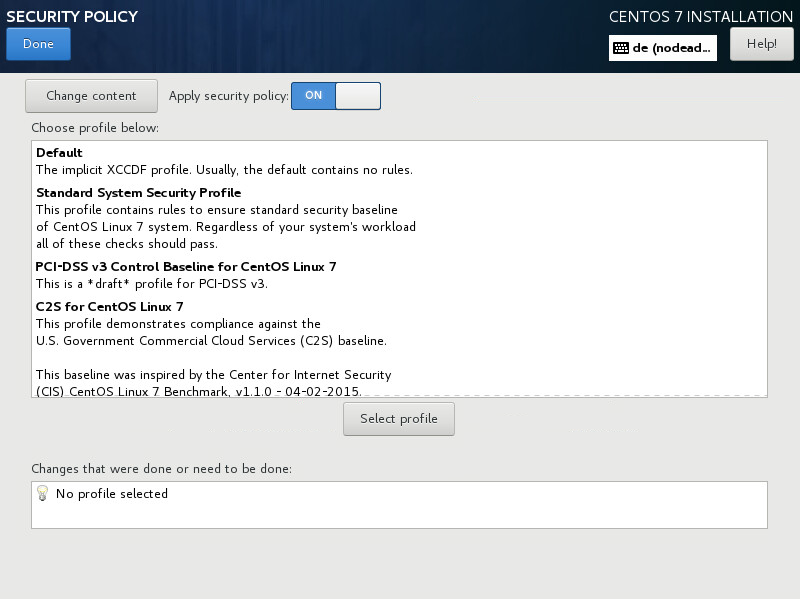 SECURITY POLICY
CENTOS 7 INSTALLATION
Done
de (nodead...
Help!
Change content
Apply security policy:
ON
Choose profile below:
Default
The implicit XCCDF profile. Usually, the default contains no rules.
Standard System Security Profile
This profile contains rules to ensure standard security baseline
of CentOS Linux 7 system. Regardless of your system's workload
all of these checks should pass.
PCI-DSS v3 Control Baseline for CentOS Linux 7
This is a *draft* profile for PCI-DSS v3.
C2S for CentOS Linux 7
This profile demonstrates compliance against the
U.S. Government Commercial Cloud Services (C2S) baseline.
This baseline was inspired by the Center for Internet Security
(CIS) CentOS Linux 7 Benchmark, v1.1.0 - 04-02-2015.
Select profile
Changes that were done or need to be done:
No profile selected